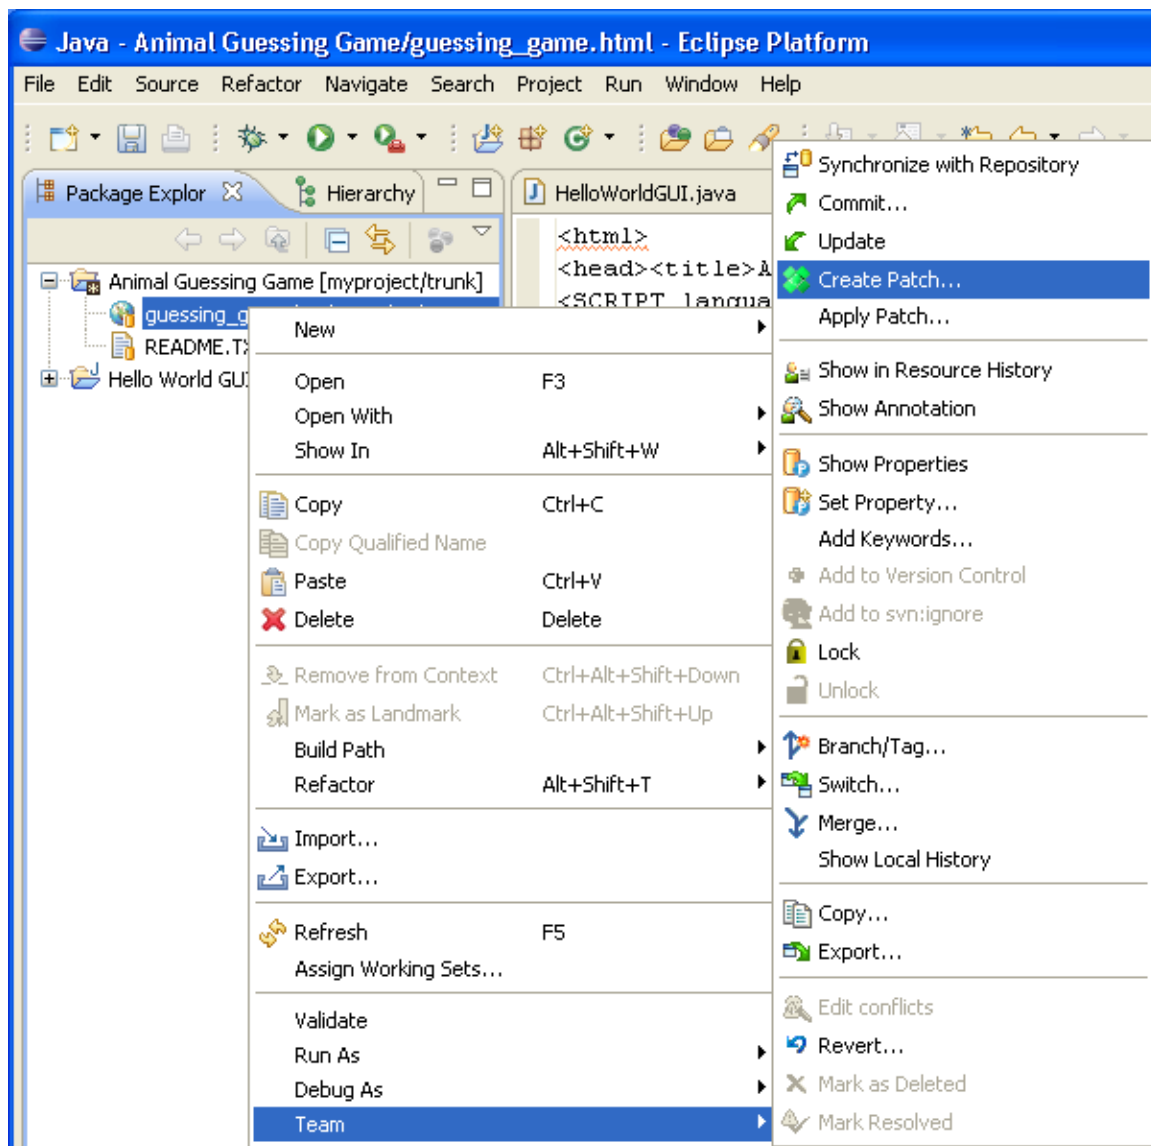 Java - Animal Guessing Game/guessing_game.html - Eclipse Platform
File Edit Source Refactor Navigate Search Project Run Window Help
Package Explor Hierarchy
HelloWorldGUI.java
Animal Guessing Game [myproject/trunk]
guessing_g
README.TX
Hello World GUI
<html>
<head><title>A
<SCRIPT langua
New
Open F3
Open With
Show In Alt+Shift+W
Copy Ctrl+C
Copy Qualified Name
Paste Ctrl+V
Delete Delete
Remove from Context Ctrl+Alt+Shift+Down
Mark as Landmark Ctrl+Alt+Shift+Up
Build Path
Refactor Alt+Shift+T
Import...
Export...
Refresh F5
Assign Working Sets...
Validate
Run As
Debug As
Team
Synchronize with Repository
Commit...
Update
Create Patch...
Apply Patch...
Show in Resource History
Show Annotation
Show Properties
Set Property...
Add Keywords...
Add to Version Control
Add to svn:ignore
Lock
Unlock
Branch/Tag...
Switch...
Merge...
Show Local History
Copy...
Export...
Edit conflicts
Revert...
Mark as Deleted
Mark Resolved